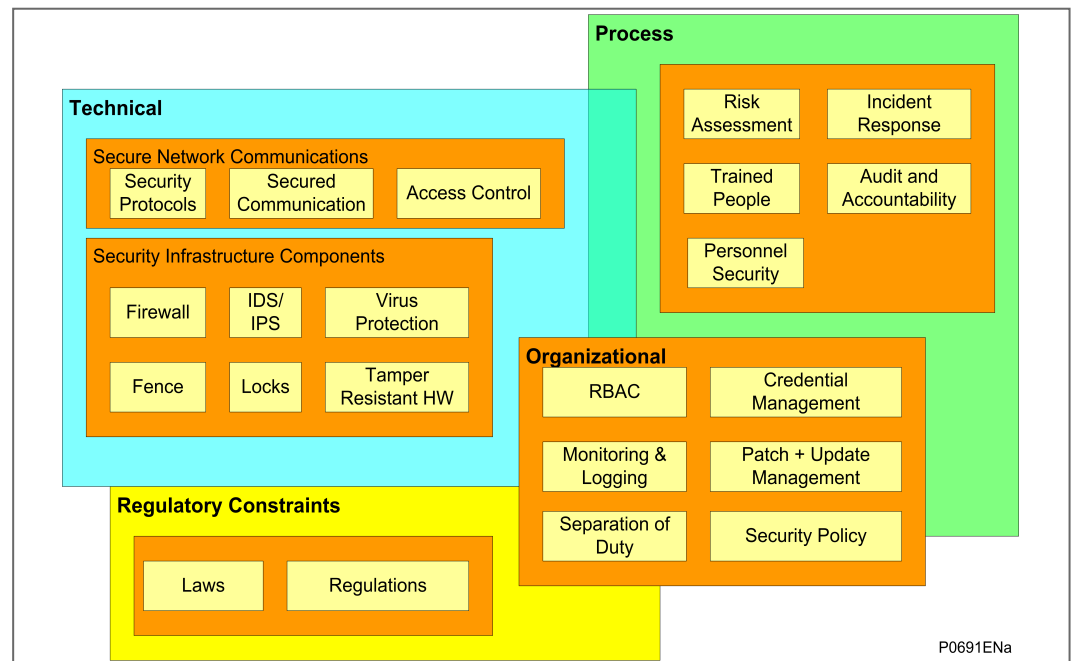 Process
Risk
Assessment
Incident
Response
Trained
People
Audit and
Accountability
Personnel
Security
Technical
Secure Network Communications
Security
Protocols
Secured
Communication
Access Control
Security Infrastructure Components
Firewall
IDS/
IPS
Virus
Protection
Fence
Locks
Tamper
Resistant HW
Organizational
RBAC
Credential
Management
Monitoring &
Logging
Patch + Update
Management
Separation of
Duty
Security Policy
Regulatory Constraints
Laws
Regulations
P0691ENa